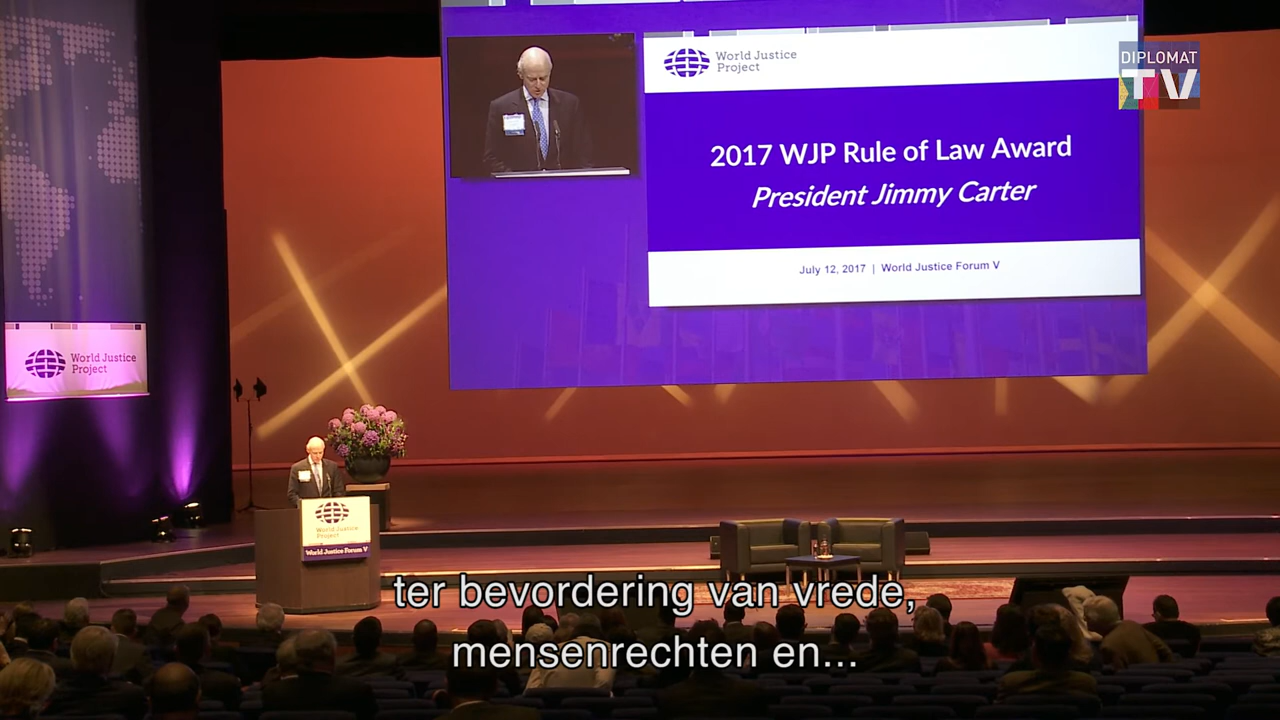 World Justice
Project
DIPLOMAT
TV
2017 WJP Rule of Law Award
President Jimmy Carter
July 12, 2017 | World Justice Forum V
World Justice
Project
World Justice
Project
World Justice Forum V
ter bevordering van vrede,
mensenrechten en...